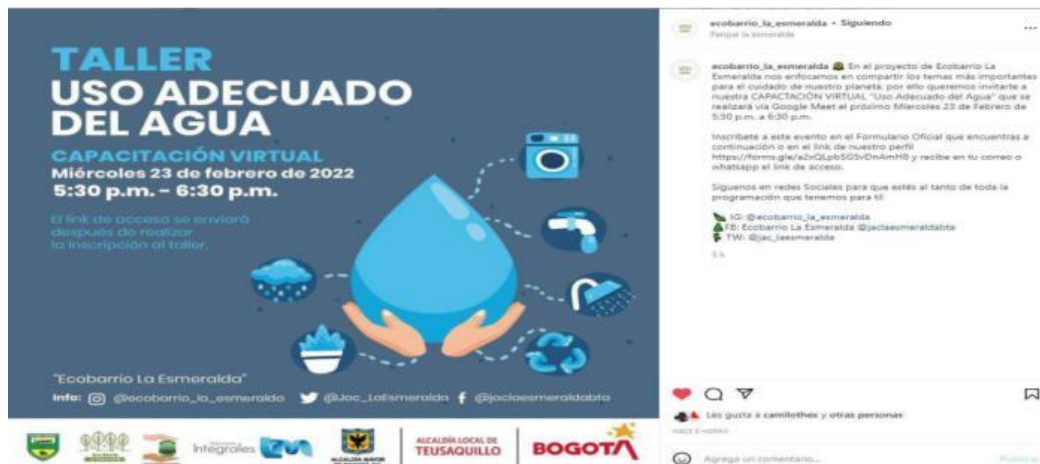 TALLER
USO ADECUADO
DEL AGUA
CAPACITACIÓN VIRTUAL
Miércoles 23 de febrero de 2022
5:30 p.m. - 6:30 p.m.
El link de acceso se enviará
después de realizar
la inscripción al taller.
"Ecobarrio La Esmeralda"
Info: @ecobarrio_la_esmeralda @Jac_LaEsmeralda @jaclaesmeraldabta
Integrales
ALCALDÍA MAYOR
ALCALDÍA LOCAL DE
TEUSAQUILLO
BOGOTÁ
ecobarrio_la_esmeralda • Siguiendo
Parque la esmeralda
ecobarrio_la_esmeralda En el proyecto de Ecobarrio La
Esmeralda nos enfocamos en compartir los temas más importantes
para el cuidado de nuestro planeta, por ello queremos invitarte a
nuestra CAPACTACIÓN VIRTUAL "Uso Adecuado del Agua" que se
realizará vía Google Meet el próximo Miercoles 23 de Febrero de
5:30 p.m. a 6:30 p.m.
Inscríbete a este evento en el Formulario Oficial que encuentras a
continuación o en el link de nuestro perfil
y recibe en tu correo o
whatsapp el link de acceso.
Síguenos en redes Sociales para que estés al tanto de toda la
programación que tenemos para ti!
IG: @ecobarrio_la_esmeralda
FB: Ecobarrio La Esmeralda @jaclaesmeraldabta
TW: @jac_laesmeralda
Les gusta a camilothex y otras personas
Agrega un comentario...
Publicar